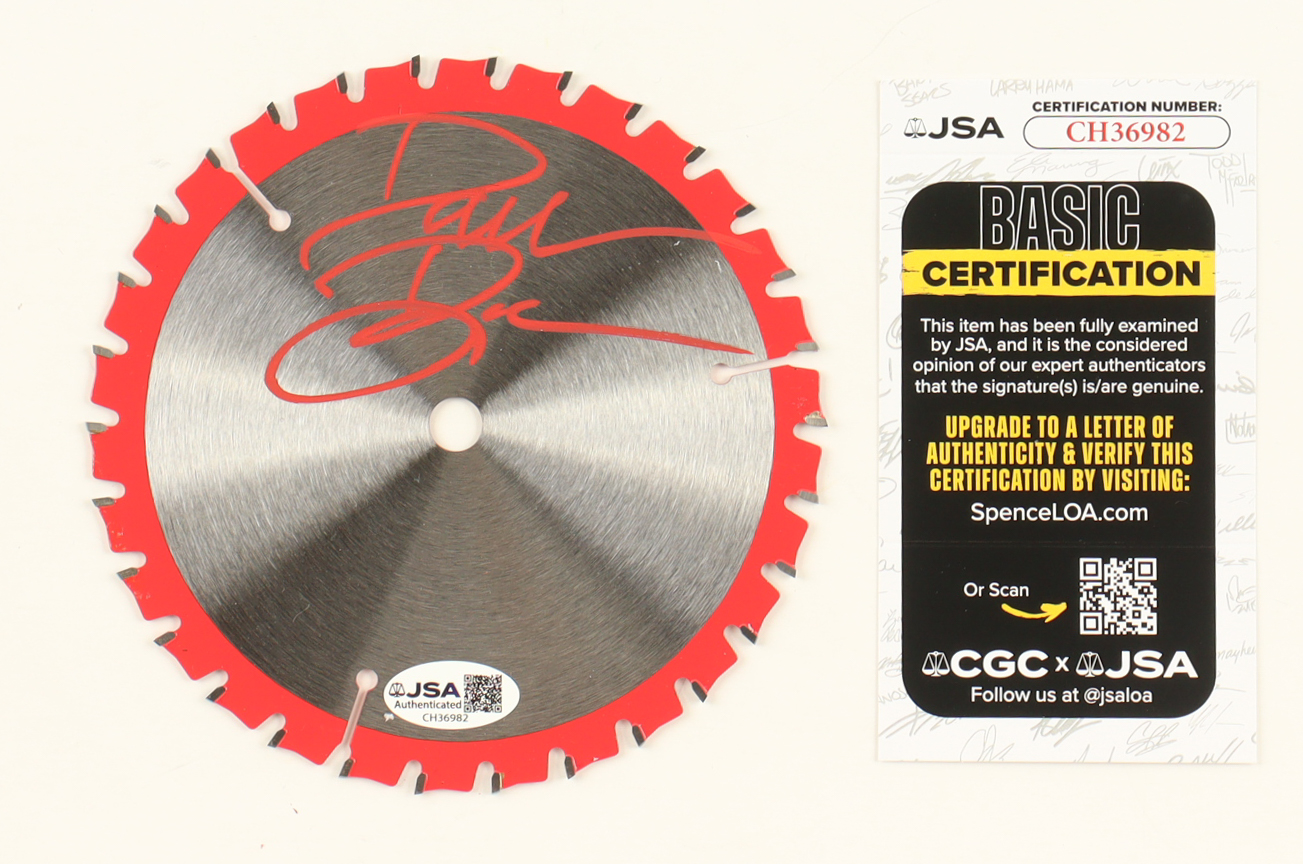 JSA
Authenticated
CH36982
JSA
CERTIFICATION NUMBER:
CH36982
LARRY HAMA
BASIC
CERTIFICATION
This item has been fully examined
by JSA, and it is the considered
opinion of our expert authenticators
that the signature(s) is/are genuine.
UPGRADE TO A LETTER OF
AUTHENTICITY & VERIFY THIS
CERTIFICATION BY VISITING:
SpenceLOA.com
Or Scan
CGC x JSA
Follow us at @jsaloa